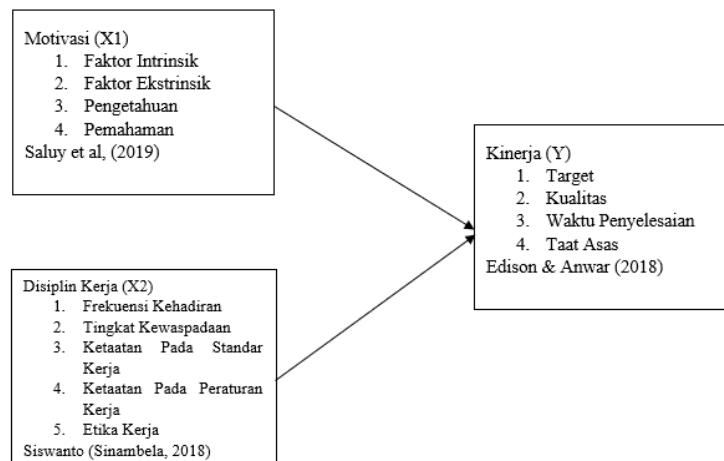 Motivasi (X1)
1. Faktor Intrinsik
2. Faktor Ekstrinsik
3. Pengetahuan
4. Pemahaman
Saluy et al, (2019)
Kinerja (Y)
1. Target
2. Kualitas
3. Waktu Penyelesaian
4. Taat Asas
Edison & Anwar (2018)
Disiplin Kerja (X2)
1. Frekuensi Kehadiran
2. Tingkat Kewaspadaan
3. Ketaatan Pada Standar
Kerja
4. Ketaatan Pada Peraturan
Kerja
5. Etika Kerja
Siswanto (Sinambela, 2018)